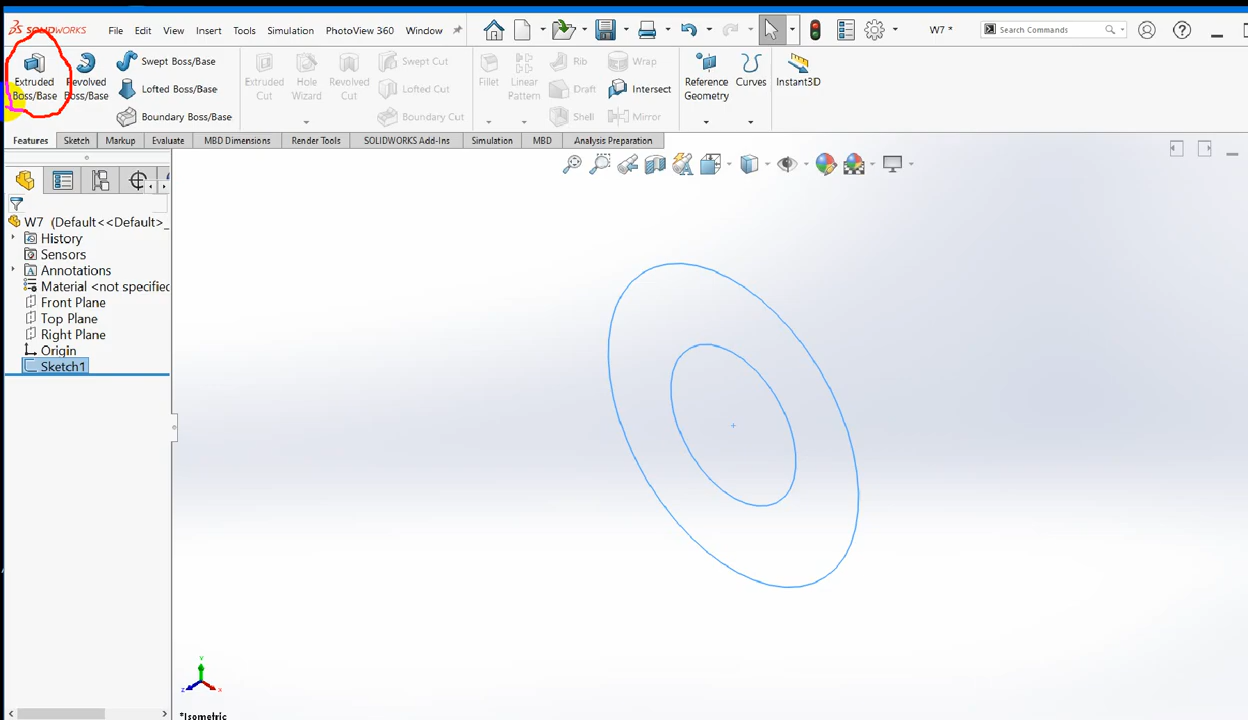 SOLIDWORKS File Edit View Insert Tools Simulation PhotoView 360 Window W7 * Search Commands
Extruded Boss/Base Revolved Boss/Base Swept Boss/Base Lofted Boss/Base Boundary Boss/Base Extruded Cut Hole Wizard Revolved Cut Swept Cut Lofted Cut Boundary Cut Fillet Linear Pattern Rib Draft Shell Wrap Intersect Mirror Reference Geometry Curves Instant3D
Features Sketch Markup Evaluate MBD Dimensions Render Tools SOLIDWORKS Add-Ins Simulation MBD Analysis Preparation
W7 (Default<<Default>_
History
Sensors
Annotations
Material <not specified
Front Plane
Top Plane
Right Plane
Origin
Sketch1
Y
Z X
*Isometric